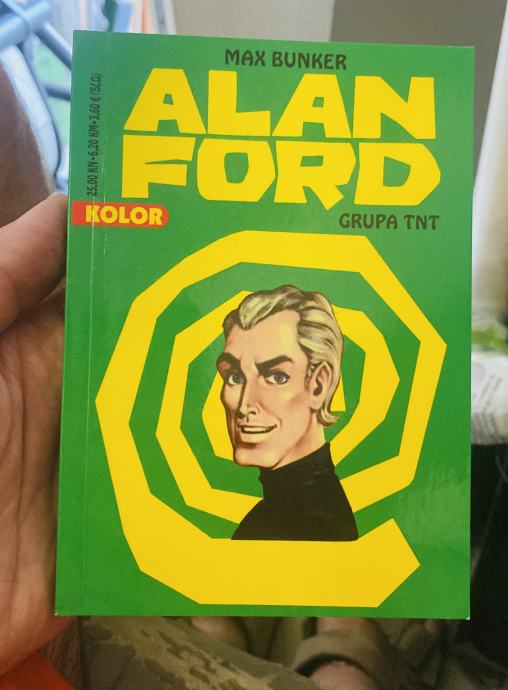 MAX BUNKER
ALAN
FORD
25,00 KN•6,20 KM•3,60 € (SLO)
KOLOR
GRUPA TNT